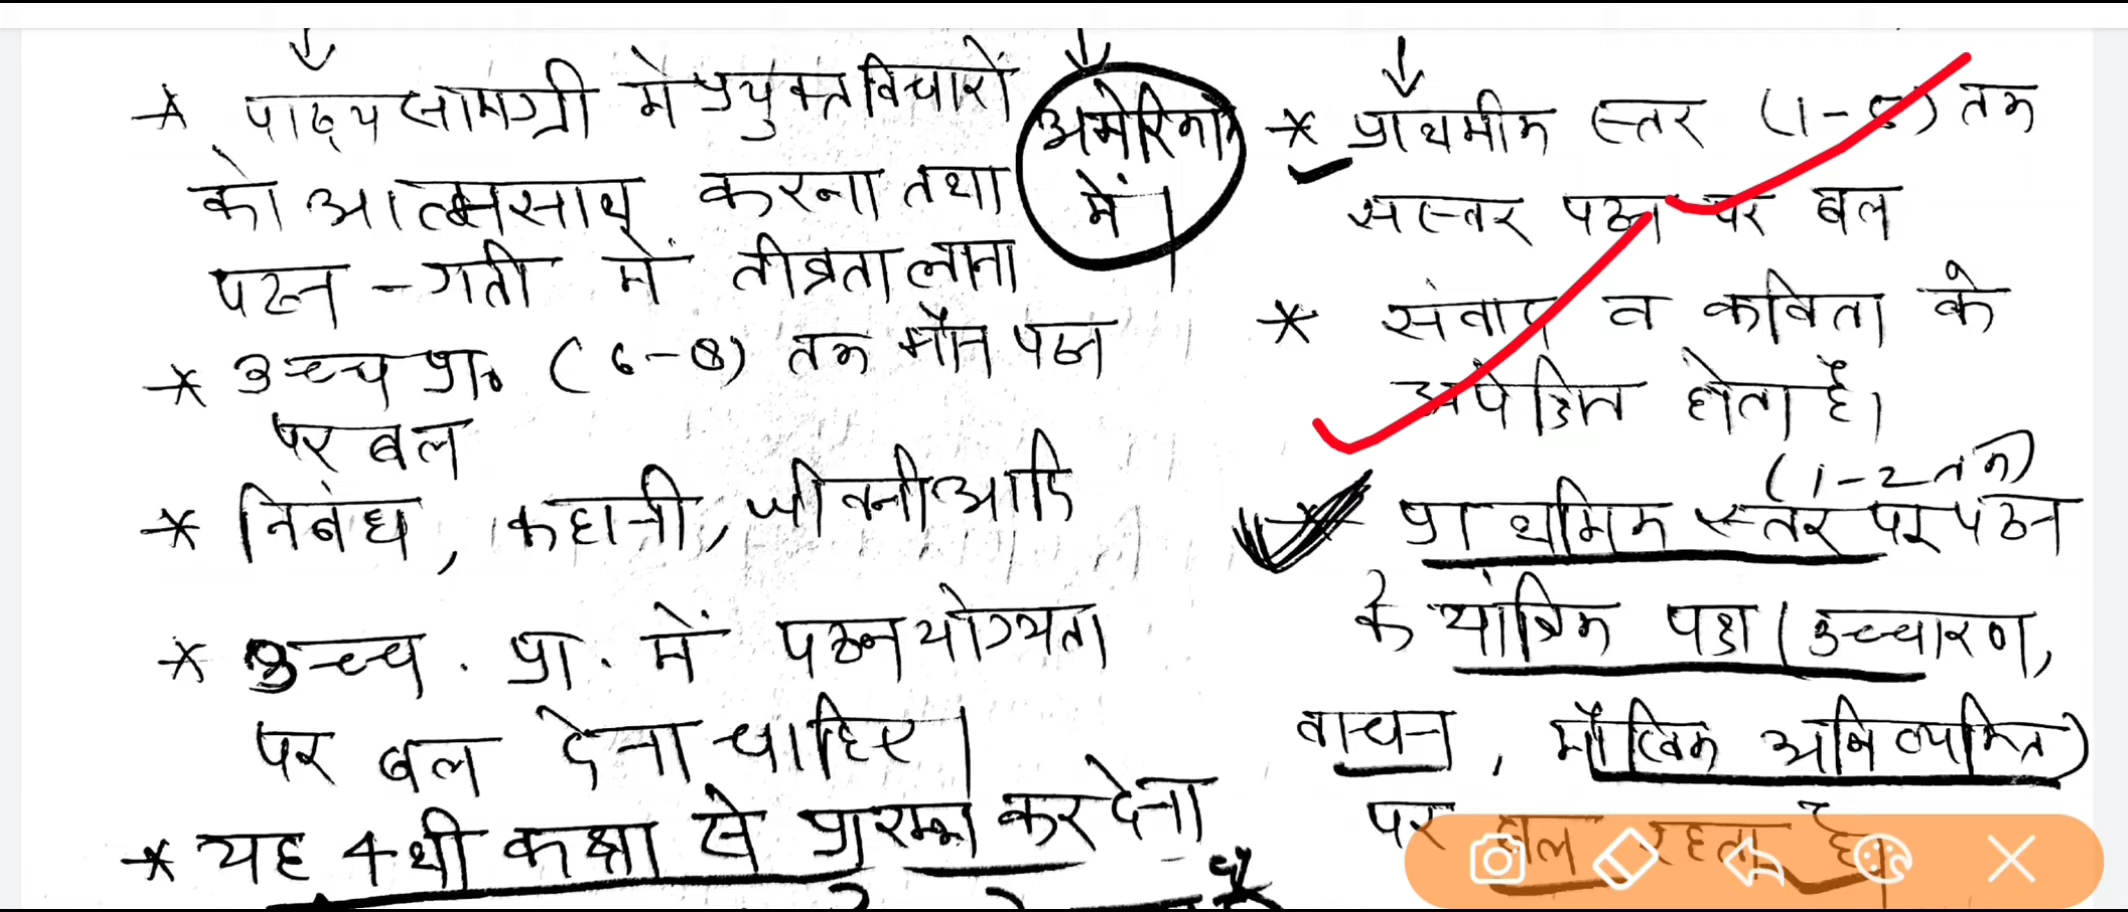 * पाठ्य सामग्री में प्रयुक्त विचारों
को आत्मसाथ् करना तथा
पठन - गती में तीव्रता लाना
* उच्च प्रा. (6-8) तक मौन पठन
पर बल
* निबंध, कहानी, जीवनी आदि
* उच्च. प्रा. में पठन योग्यता
पर बल देना चाहिए।
* यह 4थी कक्षा से प्रारम्भ कर देना
अमेरिका
में।
* प्राथमीक स्तर (1-5) तक
सस्वर पठन पर बल
* संवाद व कविता के
अपेक्षित होता है।
(1-2 तक)
* प्राथमिक स्तर पर पठन
के यांत्रिक पक्ष (उच्चारण,
वाचन, मौखिक अभिव्यक्ति)
पर बल रहता है।